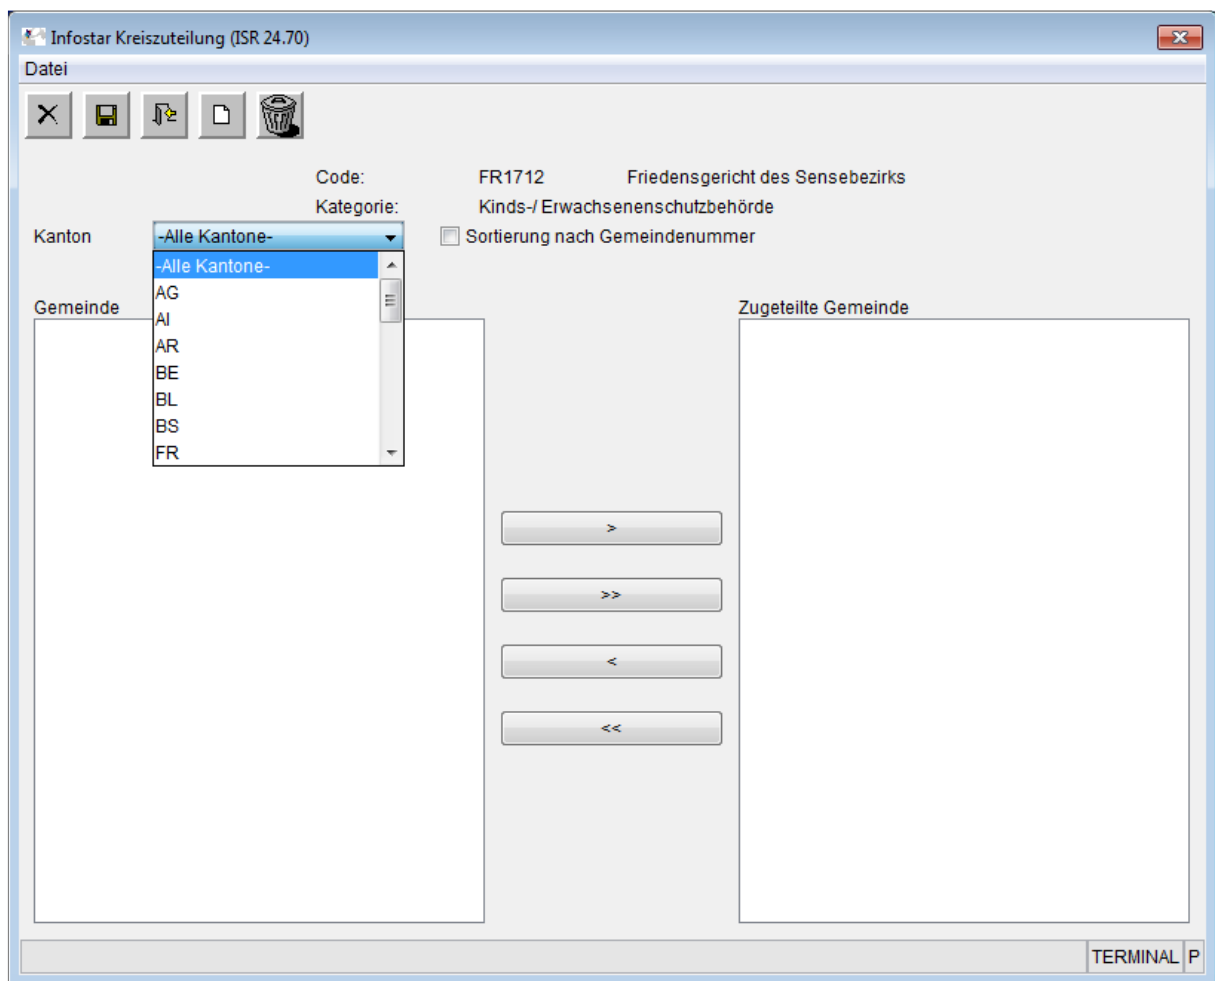 Infostar Kreiszuteilung (ISR 24.70)
Datei
Code: FR1712 Friedensgericht des Sensebezirks
Kategorie: Kinds-/ Erwachsenenschutzbehörde
Kanton -Alle Kantone- Sortierung nach Gemeindenummer
-Alle Kantone-
AG
AI
AR
BE
BL
BS
FR
Gemeinde Zugeteilte Gemeinde
>
>>
<
<<
TERMINAL P